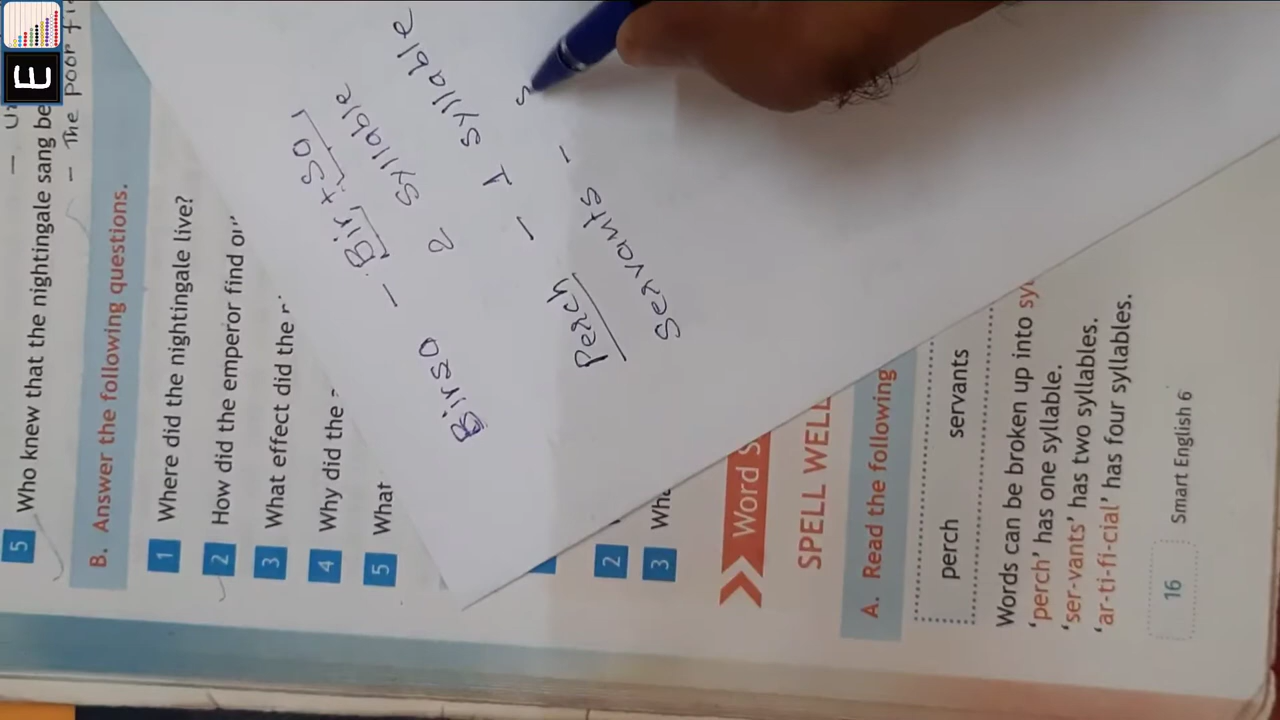 E
— The poor fi
5 Who knew that the nightingale sang be
B. Answer the following questions.
1 Where did the nightingale live?
2 How did the emperor find ou
3 What effect did the
4 Why did the
5 What
2
3 Wha
Birso — Bir + so
2 syllable
Perch — 1 syllable
Servants — s
Word S
SPELL WELL
A. Read the following
perch servants
Words can be broken up into sy
'perch' has one syllable.
'ser-vants' has two syllables.
'ar-ti-fi-cial' has four syllables.
16 Smart English 6